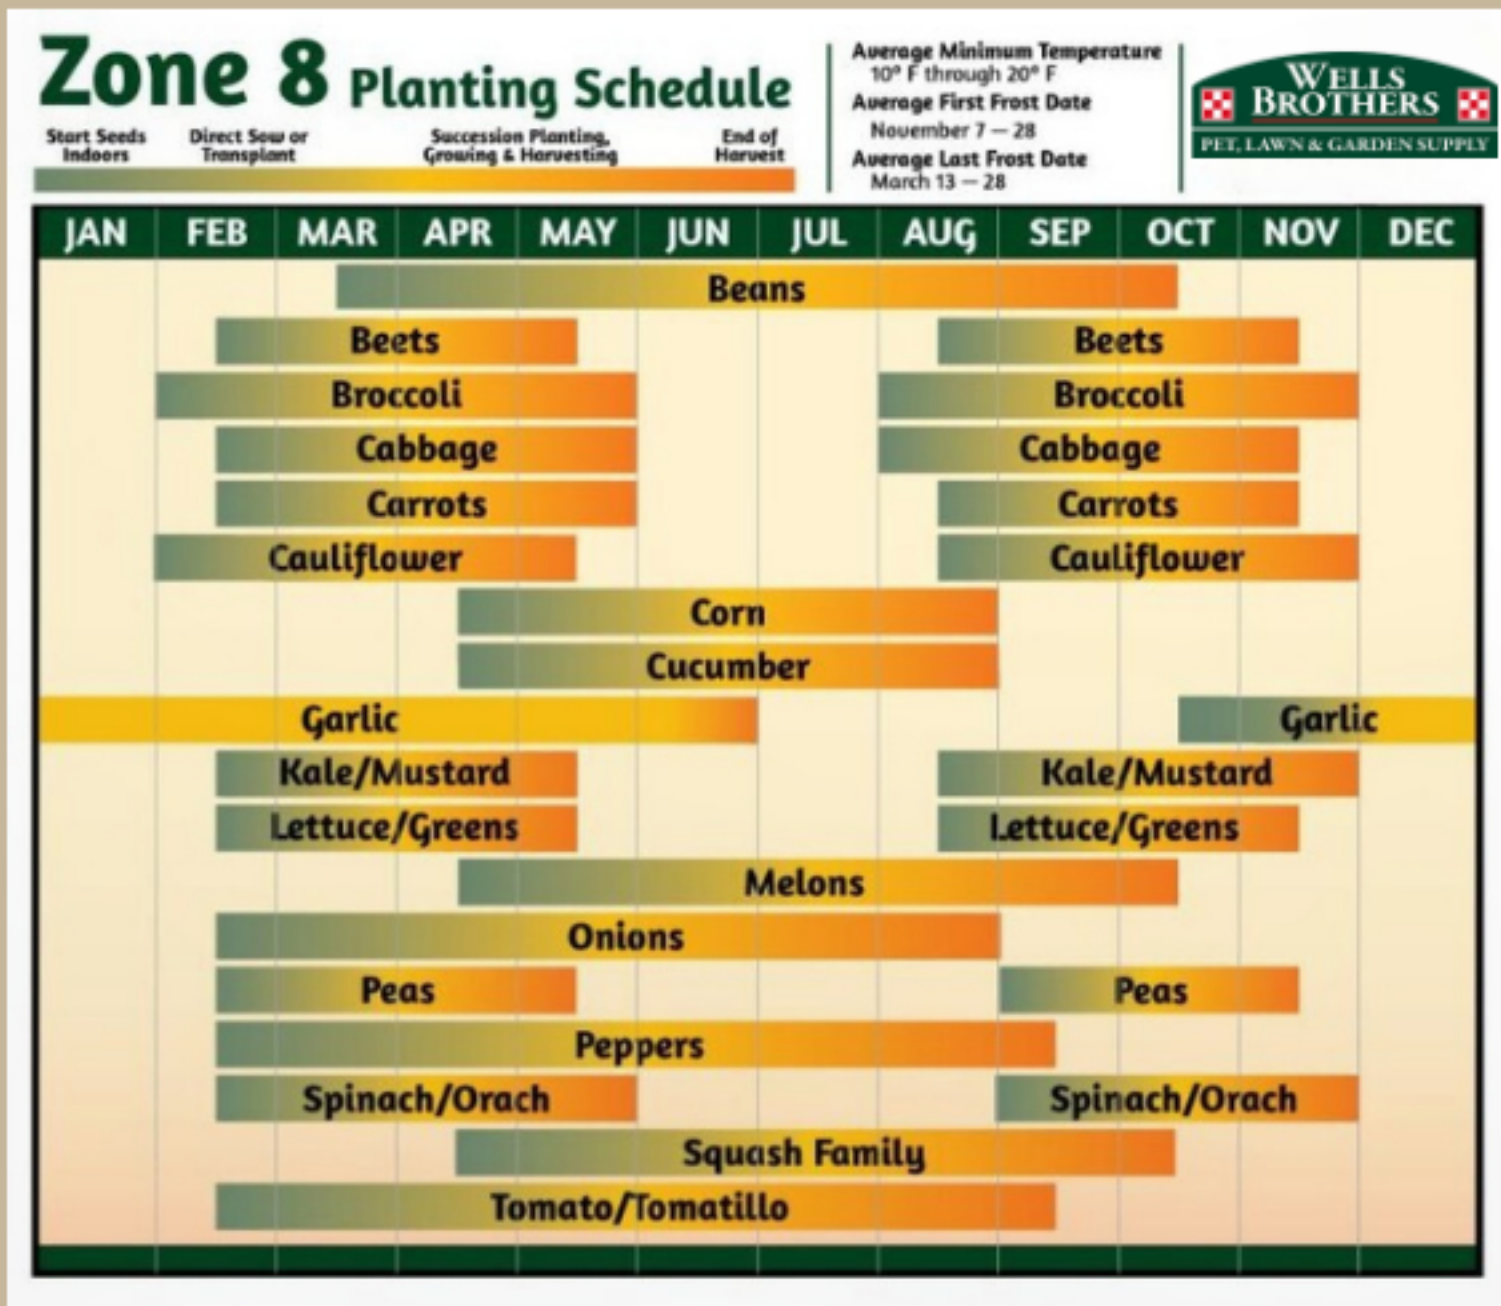 Zone 8 Planting Schedule
Start Seeds
Indoors
Direct Sow or
Transplant
Succession Planting,
Growing & Harvesting
End of
Harvest
Average Minimum Temperature
10° F through 20° F
Average First Frost Date
November 7 — 28
Average Last Frost Date
March 13 — 28
WELLS
BROTHERS
PET, LAWN & GARDEN SUPPLY
JAN FEB MAR APR MAY JUN JUL AUG SEP OCT NOV DEC
Beans
Beets Beets
Broccoli Broccoli
Cabbage Cabbage
Carrots Carrots
Cauliflower Cauliflower
Corn
Cucumber
Garlic Garlic
Kale/Mustard Kale/Mustard
Lettuce/Greens Lettuce/Greens
Melons
Onions
Peas Peas
Peppers
Spinach/Orach Spinach/Orach
Squash Family
Tomato/Tomatillo